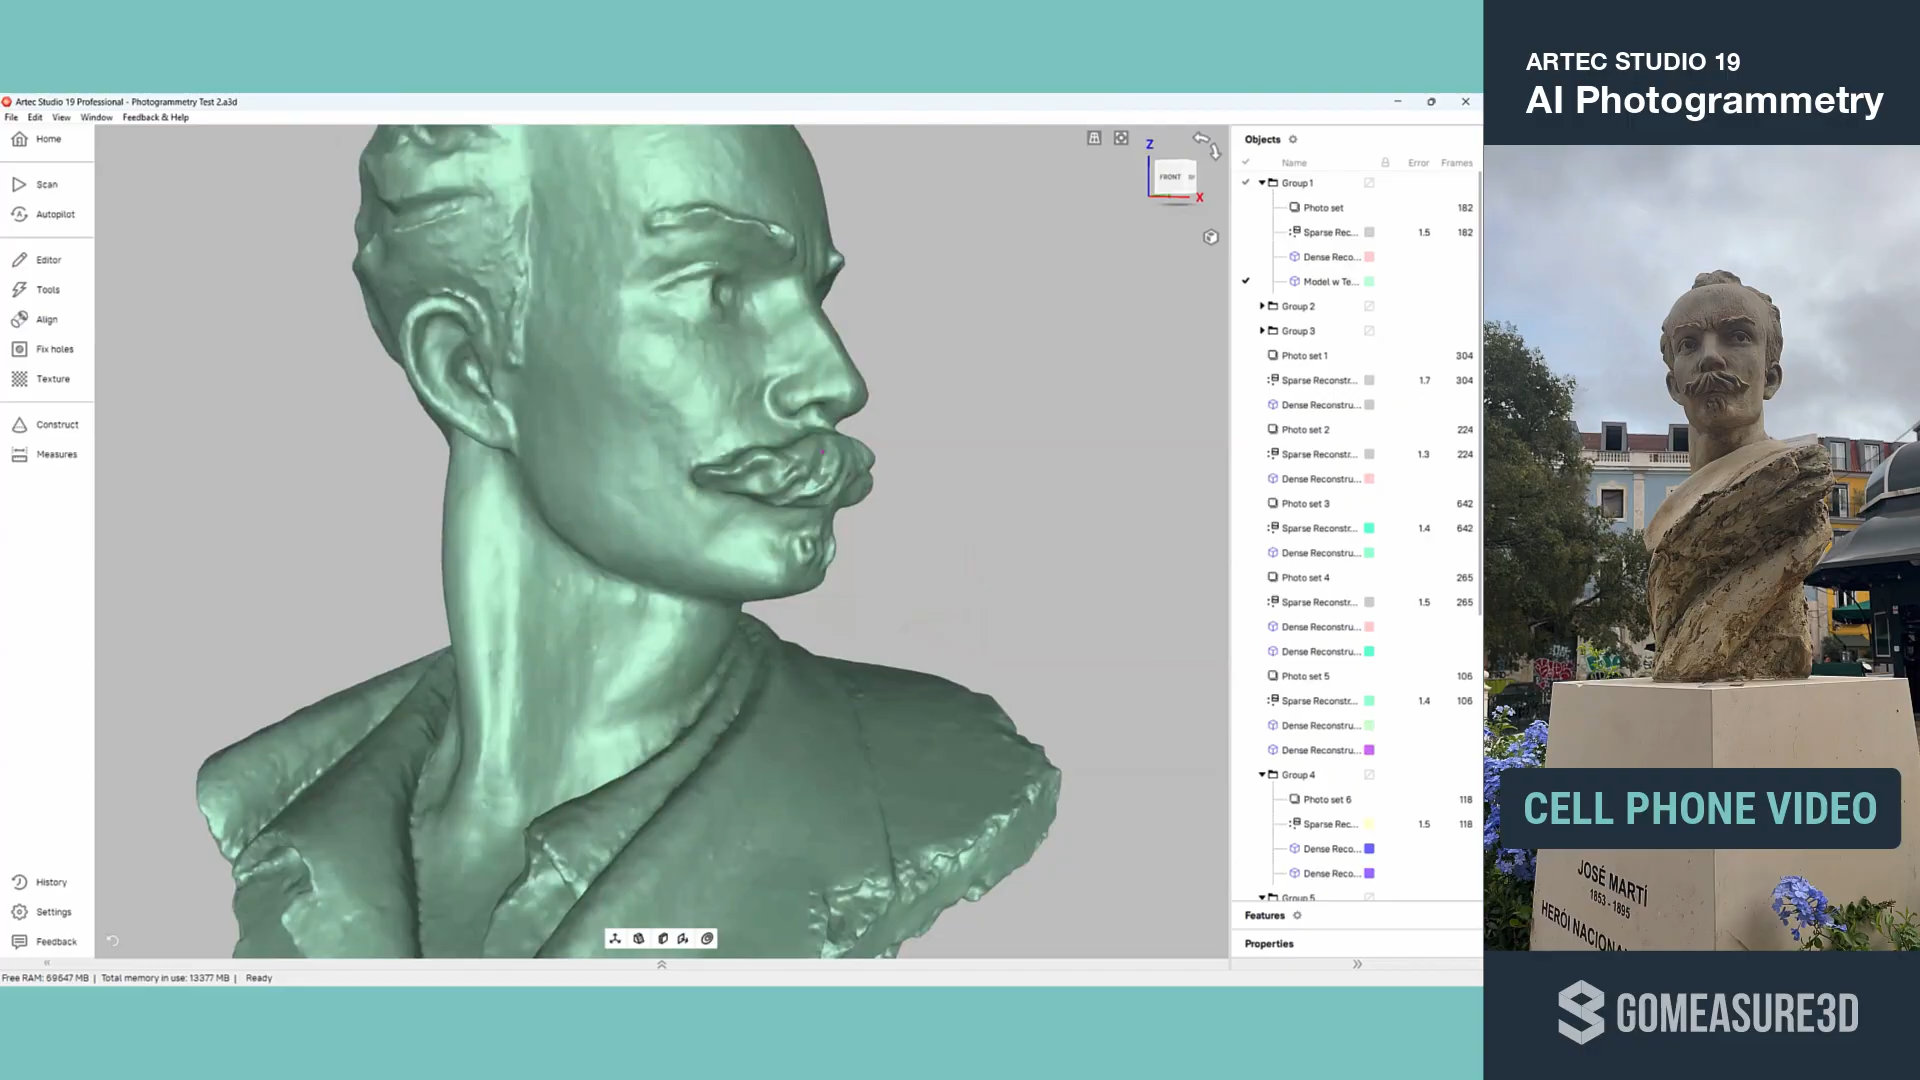 Artec Studio 19 Professional - Photogrammetry Test 2.a3d
File Edit View Window Feedback & Help
Home
Scan
Autopilot
Editor
Tools
Align
Fix holes
Texture
Construct
Measures
History
Settings
Feedback
Free RAM: 69647 MB | Total memory in use: 13377 MB | Ready
Z
FRONT
X
Objects
Name Error Frames
Group 1
Photo set 182
Sparse Rec... 1.5 182
Dense Reco...
Model w Te...
Group 2
Group 3
Photo set 1 304
Sparse Reconstr... 1.7 304
Dense Reconstru...
Photo set 2 224
Sparse Reconstr... 1.3 224
Dense Reconstru...
Photo set 3 642
Sparse Reconstr... 1.4 642
Dense Reconstru...
Photo set 4 265
Sparse Reconstr... 1.5 265
Dense Reconstru...
Dense Reconstru...
Photo set 5 106
Sparse Reconstr... 1.4 106
Dense Reconstru...
Dense Reconstru...
Group 4
Photo set 6 118
Sparse Rec... 1.5 118
Dense Reco...
Dense Reco...
Group 5
Features
Properties
ARTEC STUDIO 19
AI Photogrammetry
CELL PHONE VIDEO
JOSÉ MARTÍ
1853 - 1895
HERÓI NACIONA
GOMEASURE3D